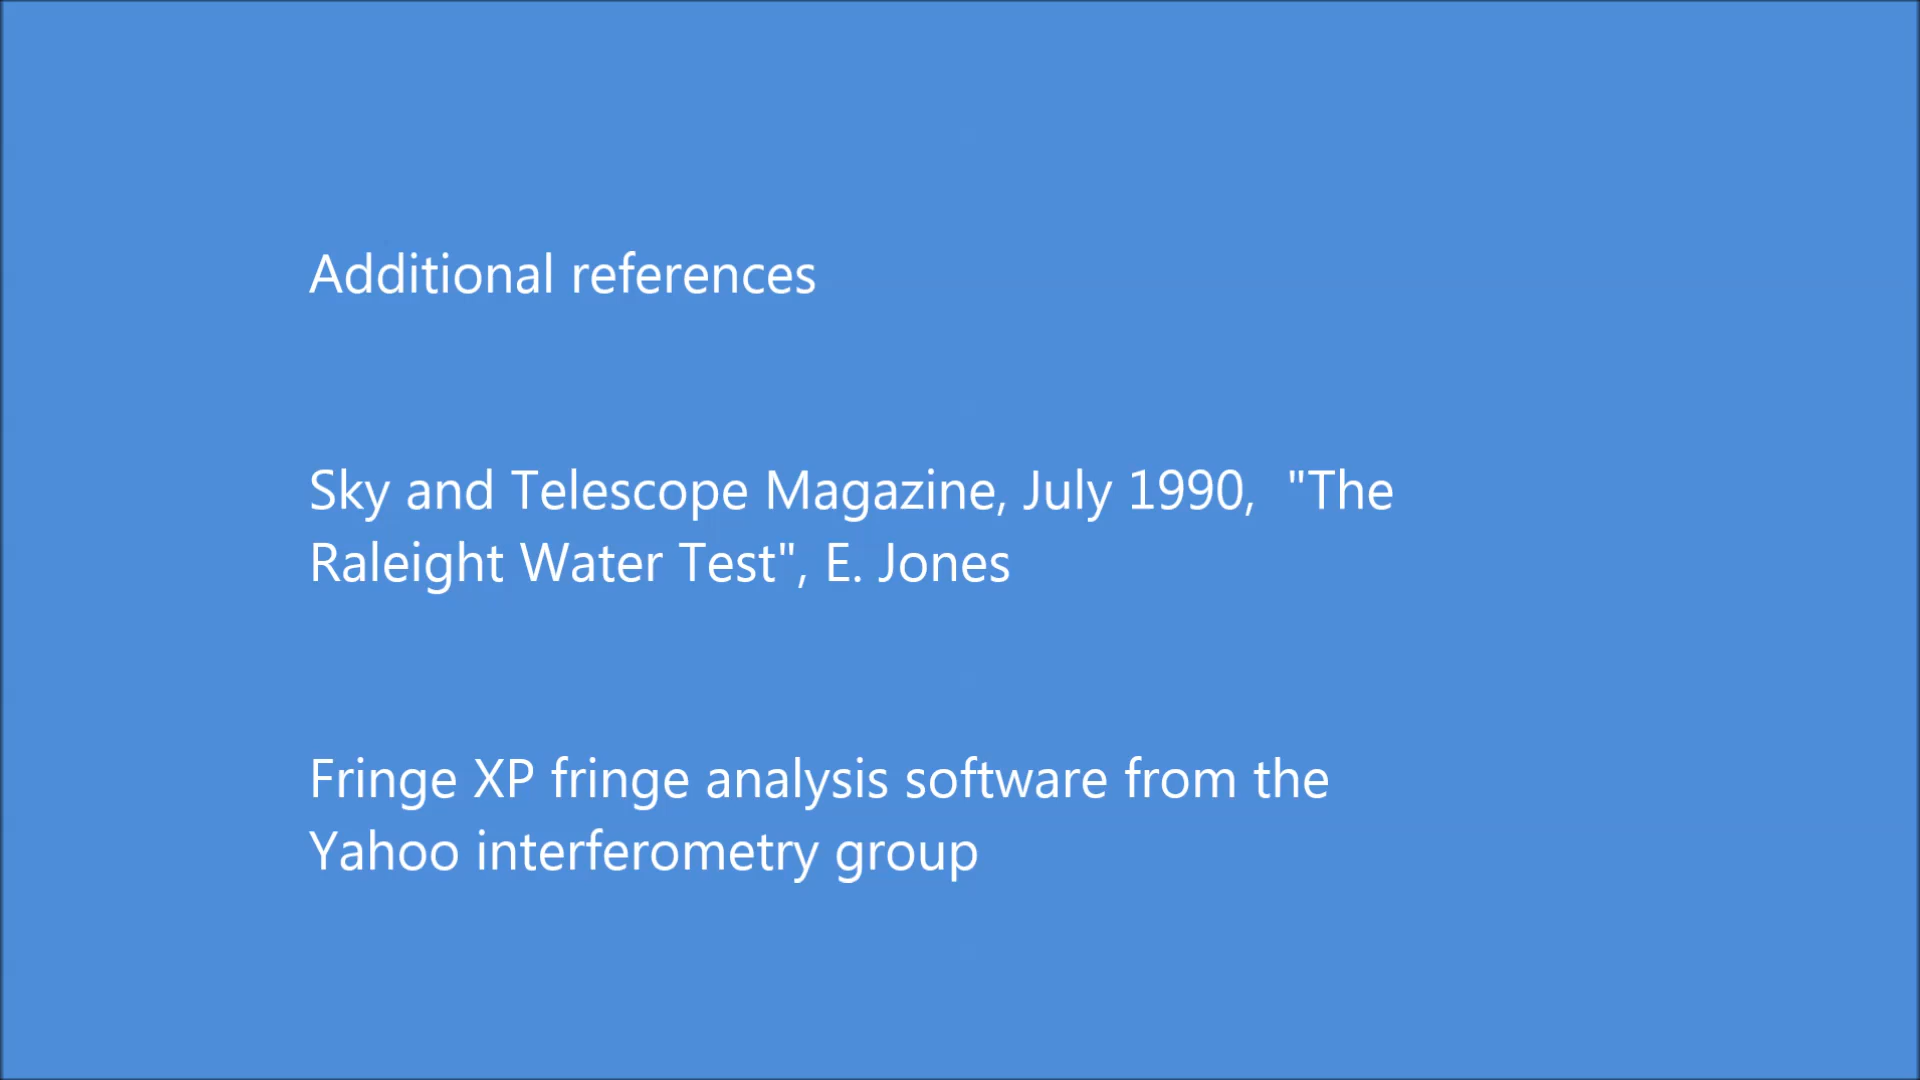 Additional references
Sky and Telescope Magazine, July 1990,  "The
Raleight Water Test", E. Jones
Fringe XP fringe analysis software from the
Yahoo interferometry group